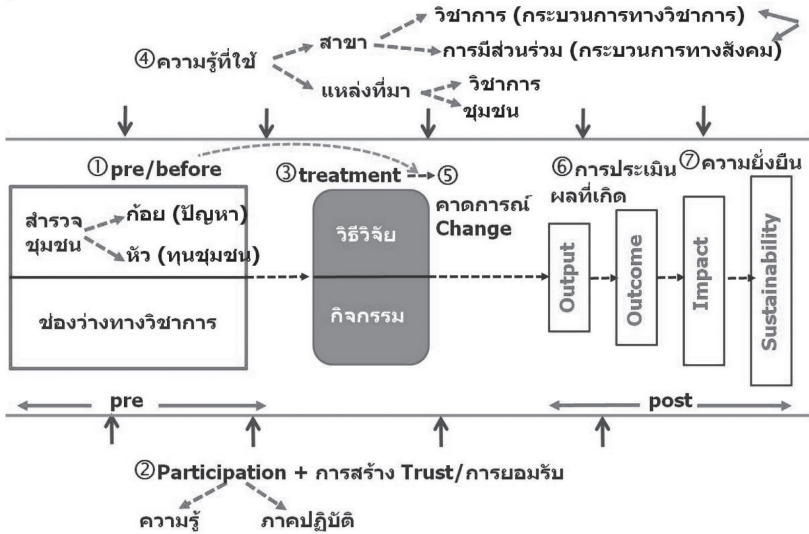 วิชาการ (กระบวนการทางวิชาการ)
④ความรู้ที่ใช้
สาขา
การมีส่วนร่วม (กระบวนการทางสังคม)
แหล่งที่มา
วิชาการ
ชุมชน
①pre/before
③treatment
⑤
คาดการณ์
Change
⑥การประเมิน
ผลที่เกิด
⑦ความยั่งยืน
สำรวจ
ชุมชน
ก้อย (ปัญหา)
หัว (ทุนชุมชน)
ช่องว่างทางวิชาการ
วิธีวิจัย
กิจกรรม
Output
Outcome
Impact
Sustainability
pre
post
②Participation + การสร้าง Trust/การยอมรับ
ความรู้
ภาคปฏิบัติ